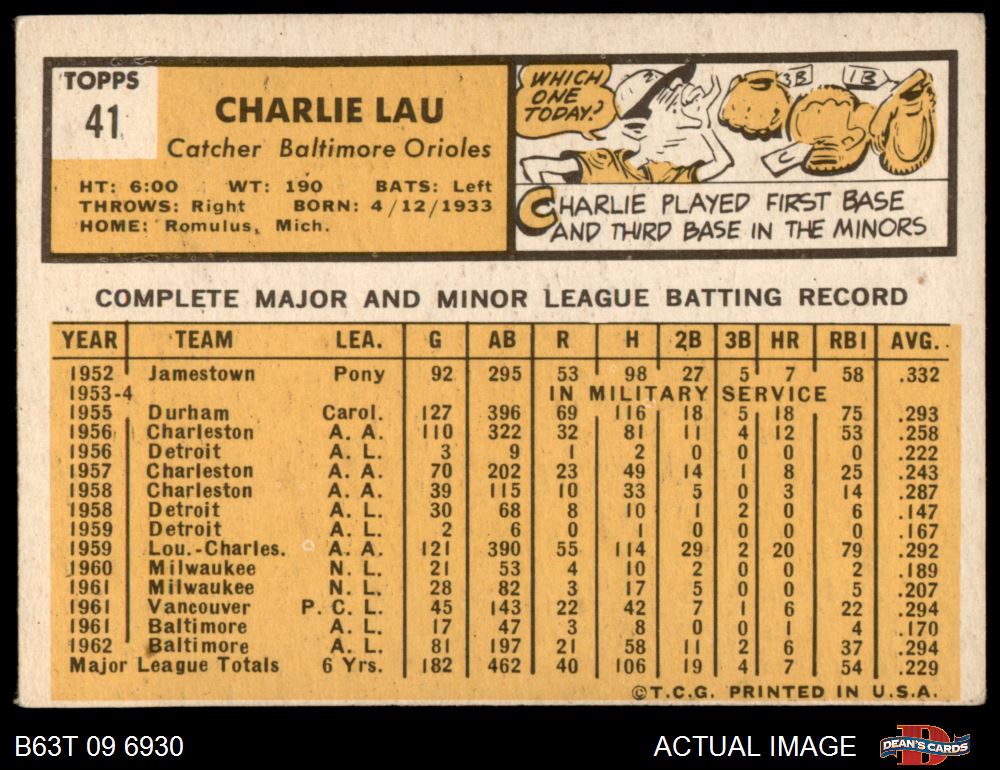 TOPPS
41
CHARLIE LAU
Catcher Baltimore Orioles
HT: 6:00 WT: 190 BATS: Left
THROWS: Right BORN: 4/12/1933
HOME: Romulus, Mich.
WHICH
ONE
TODAY?
3B
1B
C
CHARLIE PLAYED FIRST BASE
AND THIRD BASE IN THE MINORS
COMPLETE MAJOR AND MINOR LEAGUE BATTING RECORD
YEAR TEAM LEA. G AB R H 2B 3B HR RBI AVG.
1952 Jamestown Pony 92 295 53 98 27 5 7 58 .332
1953-4 IN MILITARY SERVICE
1955 Durham Carol. 127 396 69 116 18 5 18 75 .293
1956 Charleston A. A. 110 322 32 81 11 4 12 53 .258
1956 Detroit A. L. 3 9 1 2 0 0 0 0 .222
1957 Charleston A. A. 70 202 23 49 14 1 8 25 .243
1958 Charleston A. A. 39 115 10 33 5 0 3 14 .287
1958 Detroit A. L. 30 68 8 10 1 2 0 6 .147
1959 Detroit A. L. 2 6 0 1 0 0 0 0 .167
1959 Lou.-Charles. A. A. 121 390 55 114 29 2 20 79 .292
1960 Milwaukee N. L. 21 53 4 10 2 0 0 2 .189
1961 Milwaukee N. L. 28 82 3 17 5 0 0 5 .207
1961 Vancouver P. C. L. 45 143 22 42 7 1 6 22 .294
1961 Baltimore A. L. 17 47 3 8 0 0 1 4 .170
1962 Baltimore A. L. 81 197 21 58 11 2 6 37 .294
Major League Totals 6 Yrs. 182 462 40 106 19 4 7 54 .229
©T.C.G. PRINTED IN U.S.A.
B63T 09 6930
ACTUAL IMAGE
D
DEAN'S CARDS